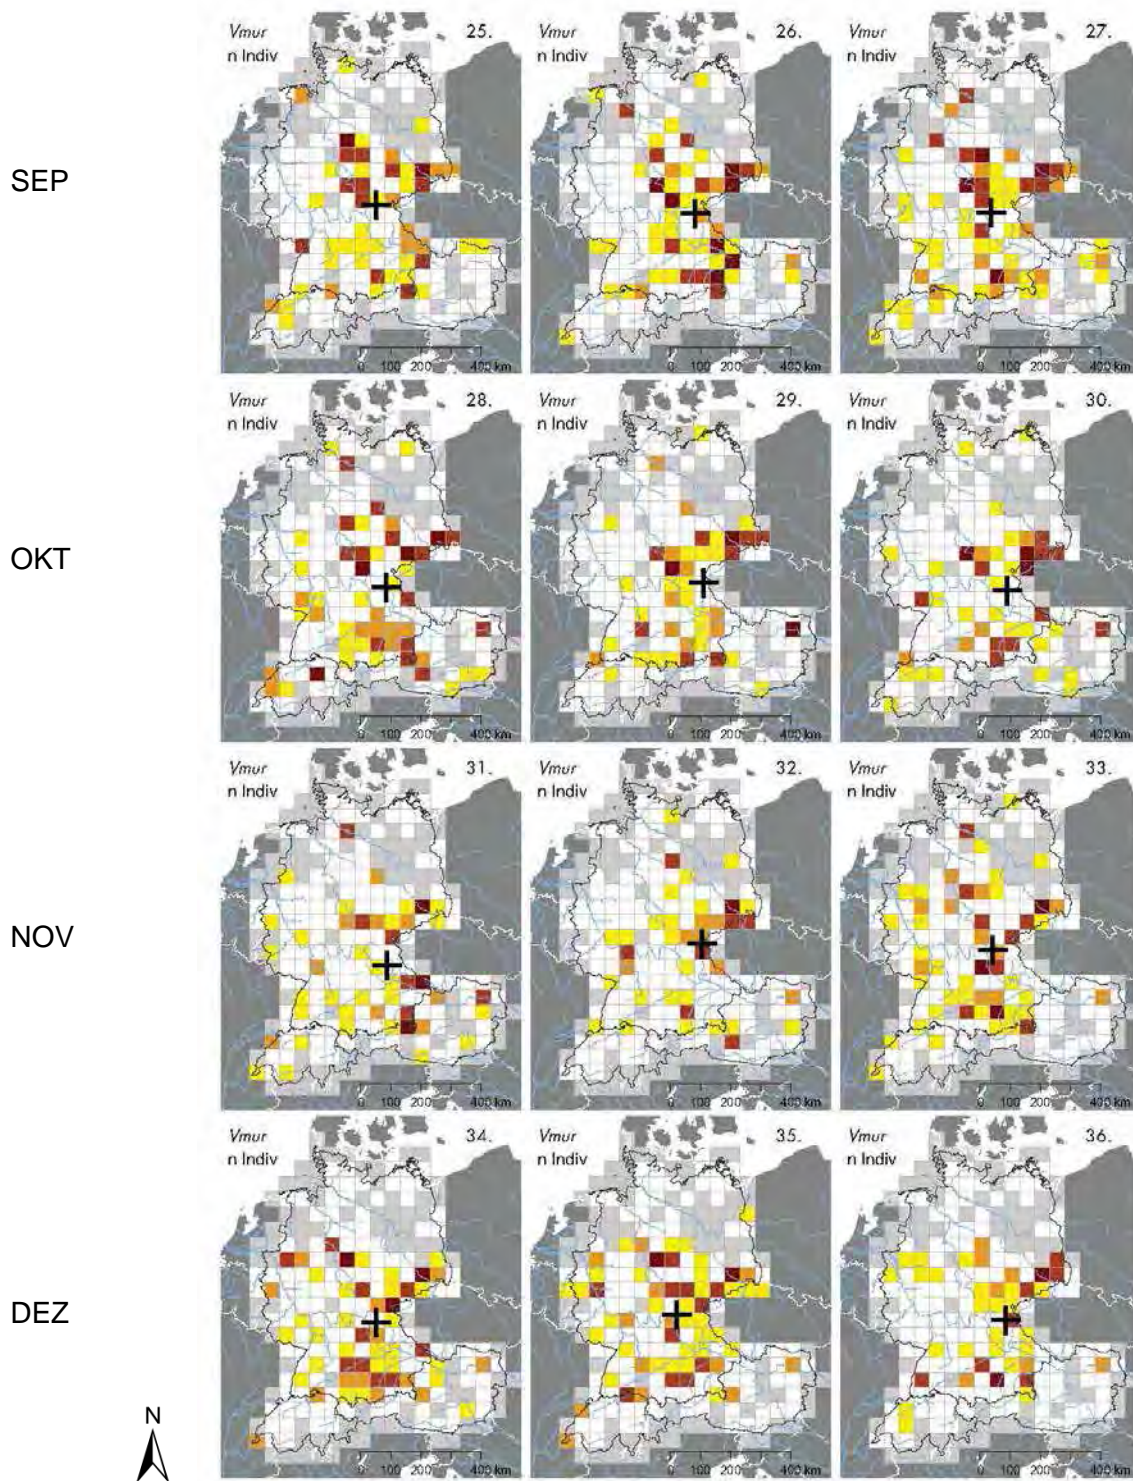 Vmur 25. Vmur 26. Vmur 27.
n Indiv n Indiv n Indiv
SEP
0 100 200 400 km 0 100 200 400 km 0 100 200 400 km
Vmur 28. Vmur 29. Vmur 30.
n Indiv n Indiv n Indiv
OKT
0 100 200 400 km 0 100 200 400 km 0 100 200 400 km
Vmur 31. Vmur 32. Vmur 33.
n Indiv n Indiv n Indiv
NOV
0 100 200 400 km 0 100 200 400 km 0 100 200 400 km
Vmur 34. Vmur 35. Vmur 36.
n Indiv n Indiv n Indiv
DEZ
N
0 100 200 400 km 0 100 200 400 km 0 100 200 400 km